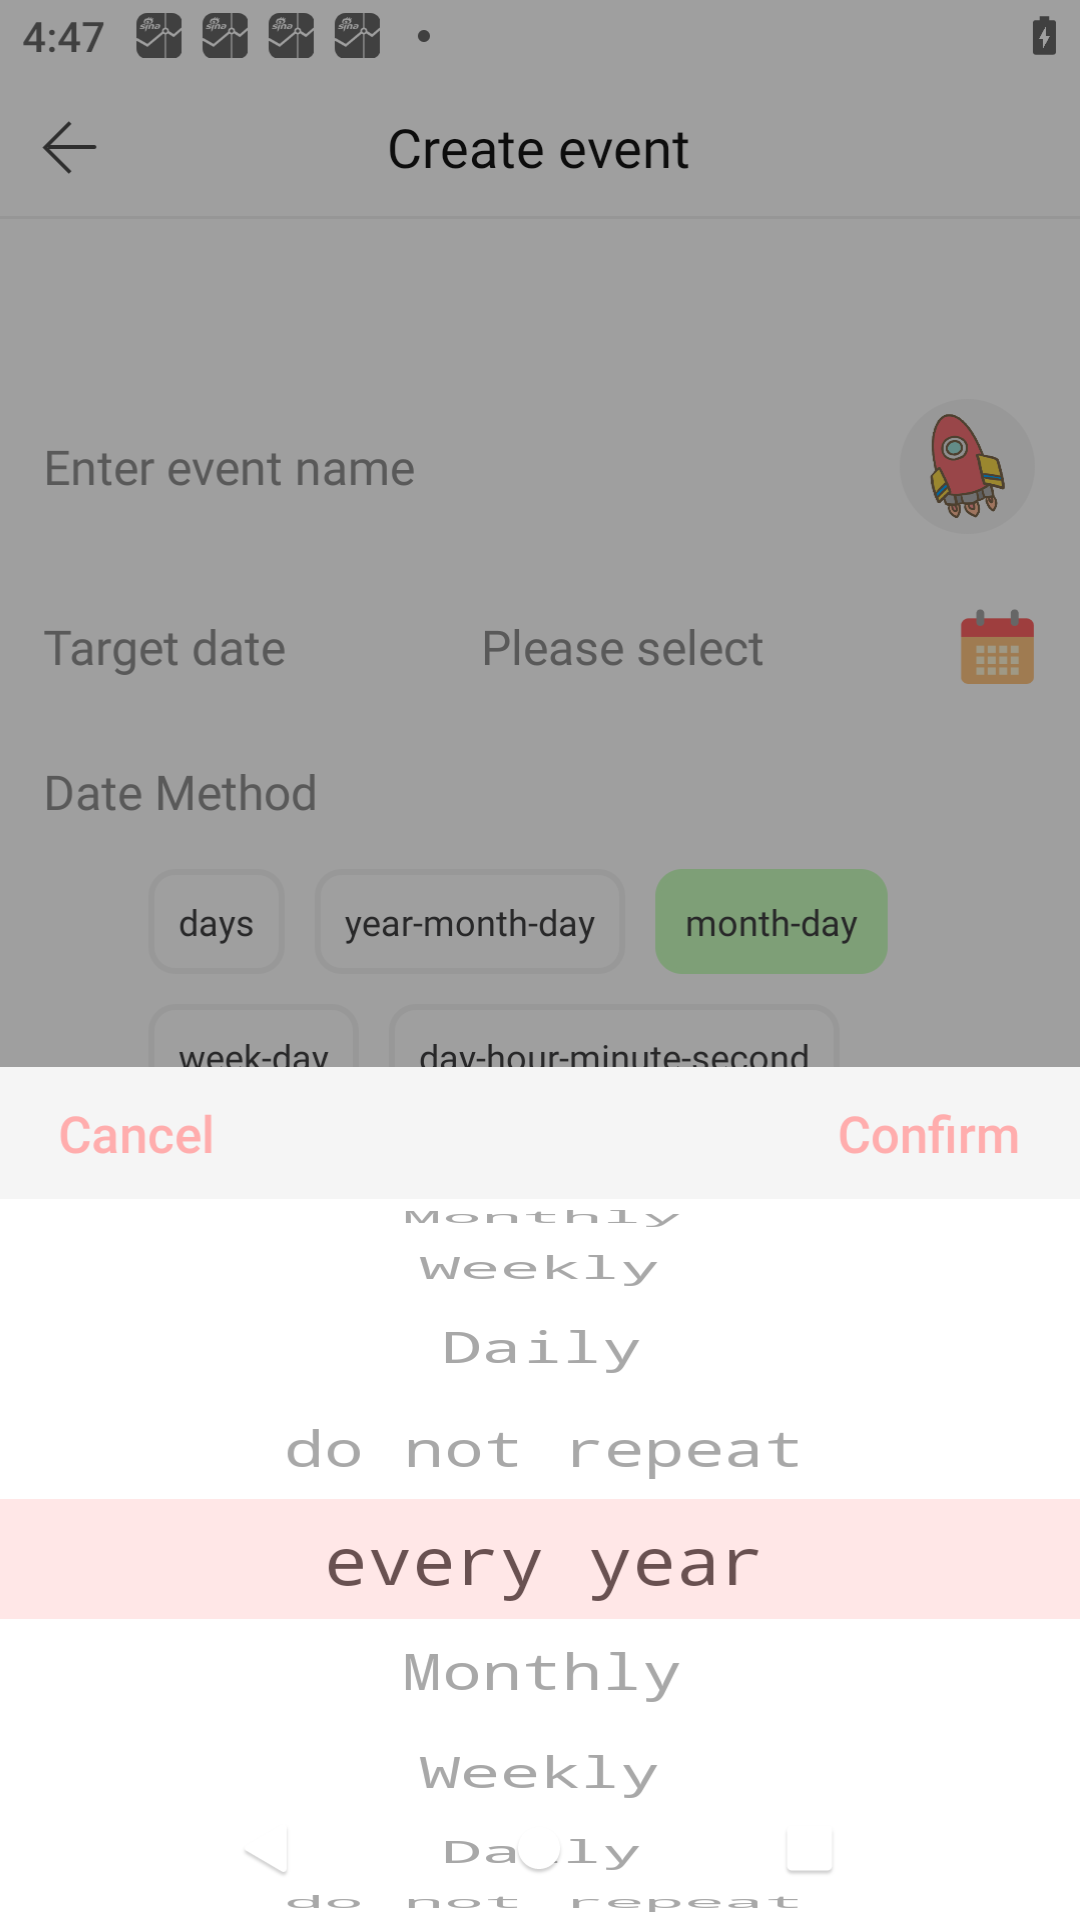 4:47
Create event
Enter event name
Target date Please select
Date Method
days year-month-day month-day
week-day day-hour-minute-second
Cancel Confirm
Monthly
Weekly
Daily
do not repeat
every year
Monthly
Weekly
Daily
do not repeat